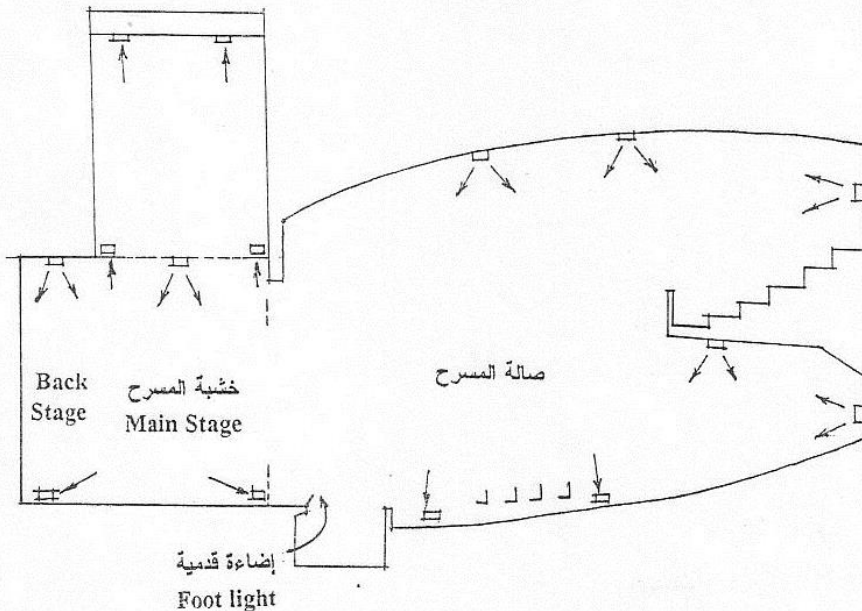 Back
Stage
خشبة المسرح
Main Stage
صالة المسرح
إضاءة قدمية
Foot light